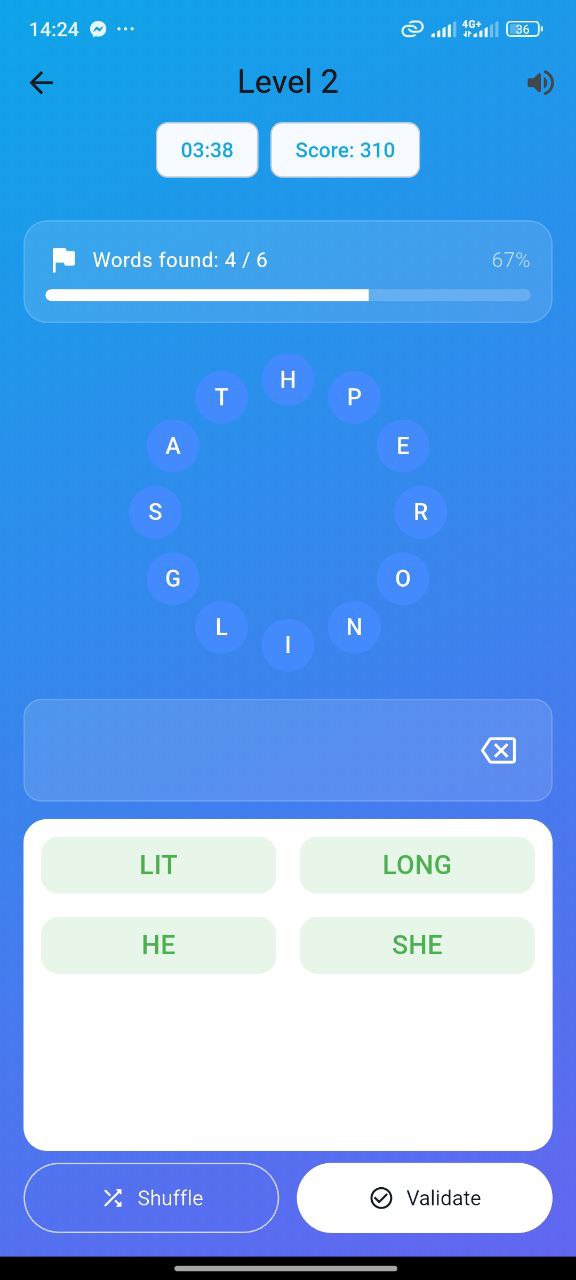 14:24 4G+ 36
Level 2
03:38 Score: 310
Words found: 4 / 6 67%
H
T P
A E
S R
G O
L N
I
LIT LONG
HE SHE
Shuffle Validate